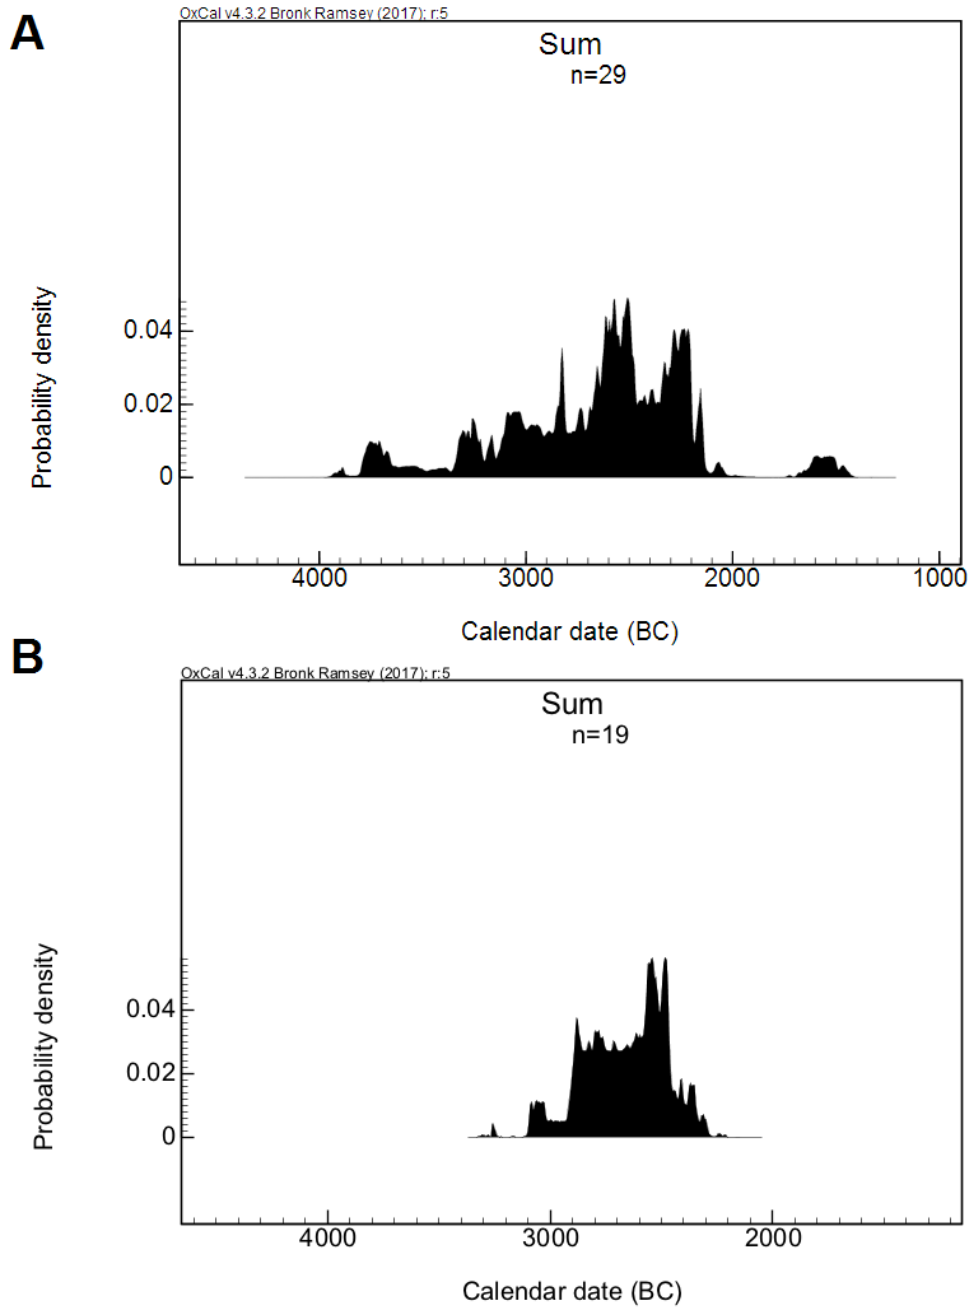 A
OxCal v4.3.2 Bronk Ramsey (2017); r:5
Sum
n=29
Probability density
0.04
0.02
0
4000 3000 2000 1000
Calendar date (BC)
B
OxCal v4.3.2 Bronk Ramsey (2017); r:5
Sum
n=19
Probability density
0.04
0.02
0
4000 3000 2000
Calendar date (BC)